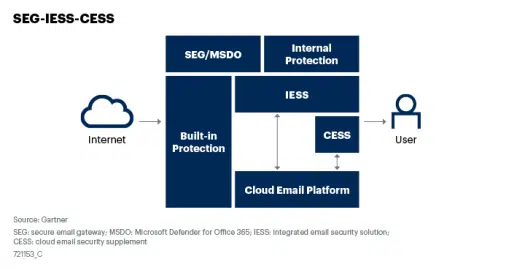 SEG-IESS-CESS
SEG/MSDO
Internal
Protection
IESS
Internet
Built-in
Protection
CESS
User
Cloud Email Platform
Source: Gartner
SEG: secure email gateway; MSDO: Microsoft Defender for Office 365; IESS: integrated email security solution;
CESS: cloud email security supplement
721153_C